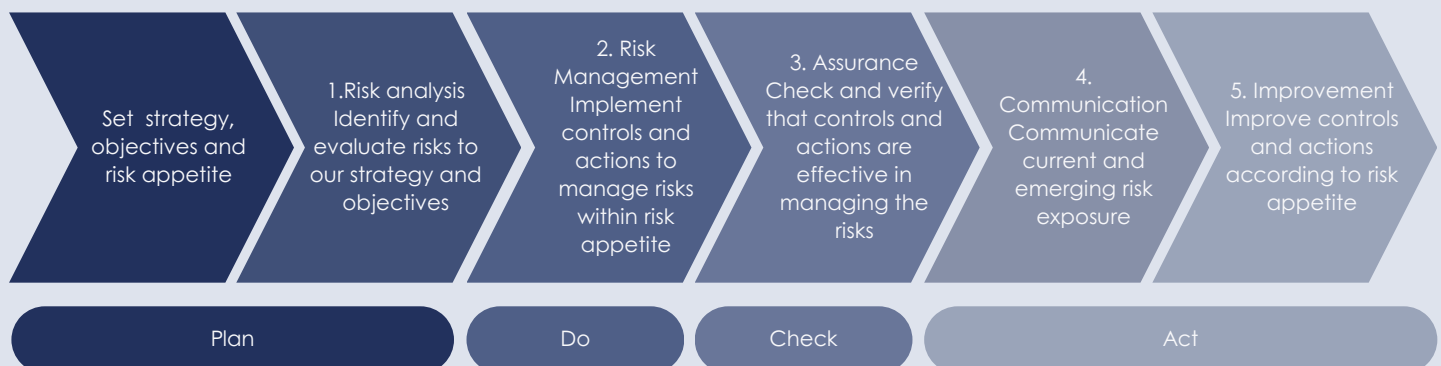 Set  strategy,
objectives and
risk appetite
1.Risk analysis
Identify and
evaluate risks to
our strategy and
objectives
2. Risk
Management
Implement
controls and
actions to
manage risks
within risk
appetite
3. Assurance
Check and verify
that controls and
actions are
effective in
managing the
risks
4.
Communication
Communicate
current and
emerging risk
exposure
5. Improvement
Improve controls
and actions
according to risk
appetite
Plan
Do
Check
Act